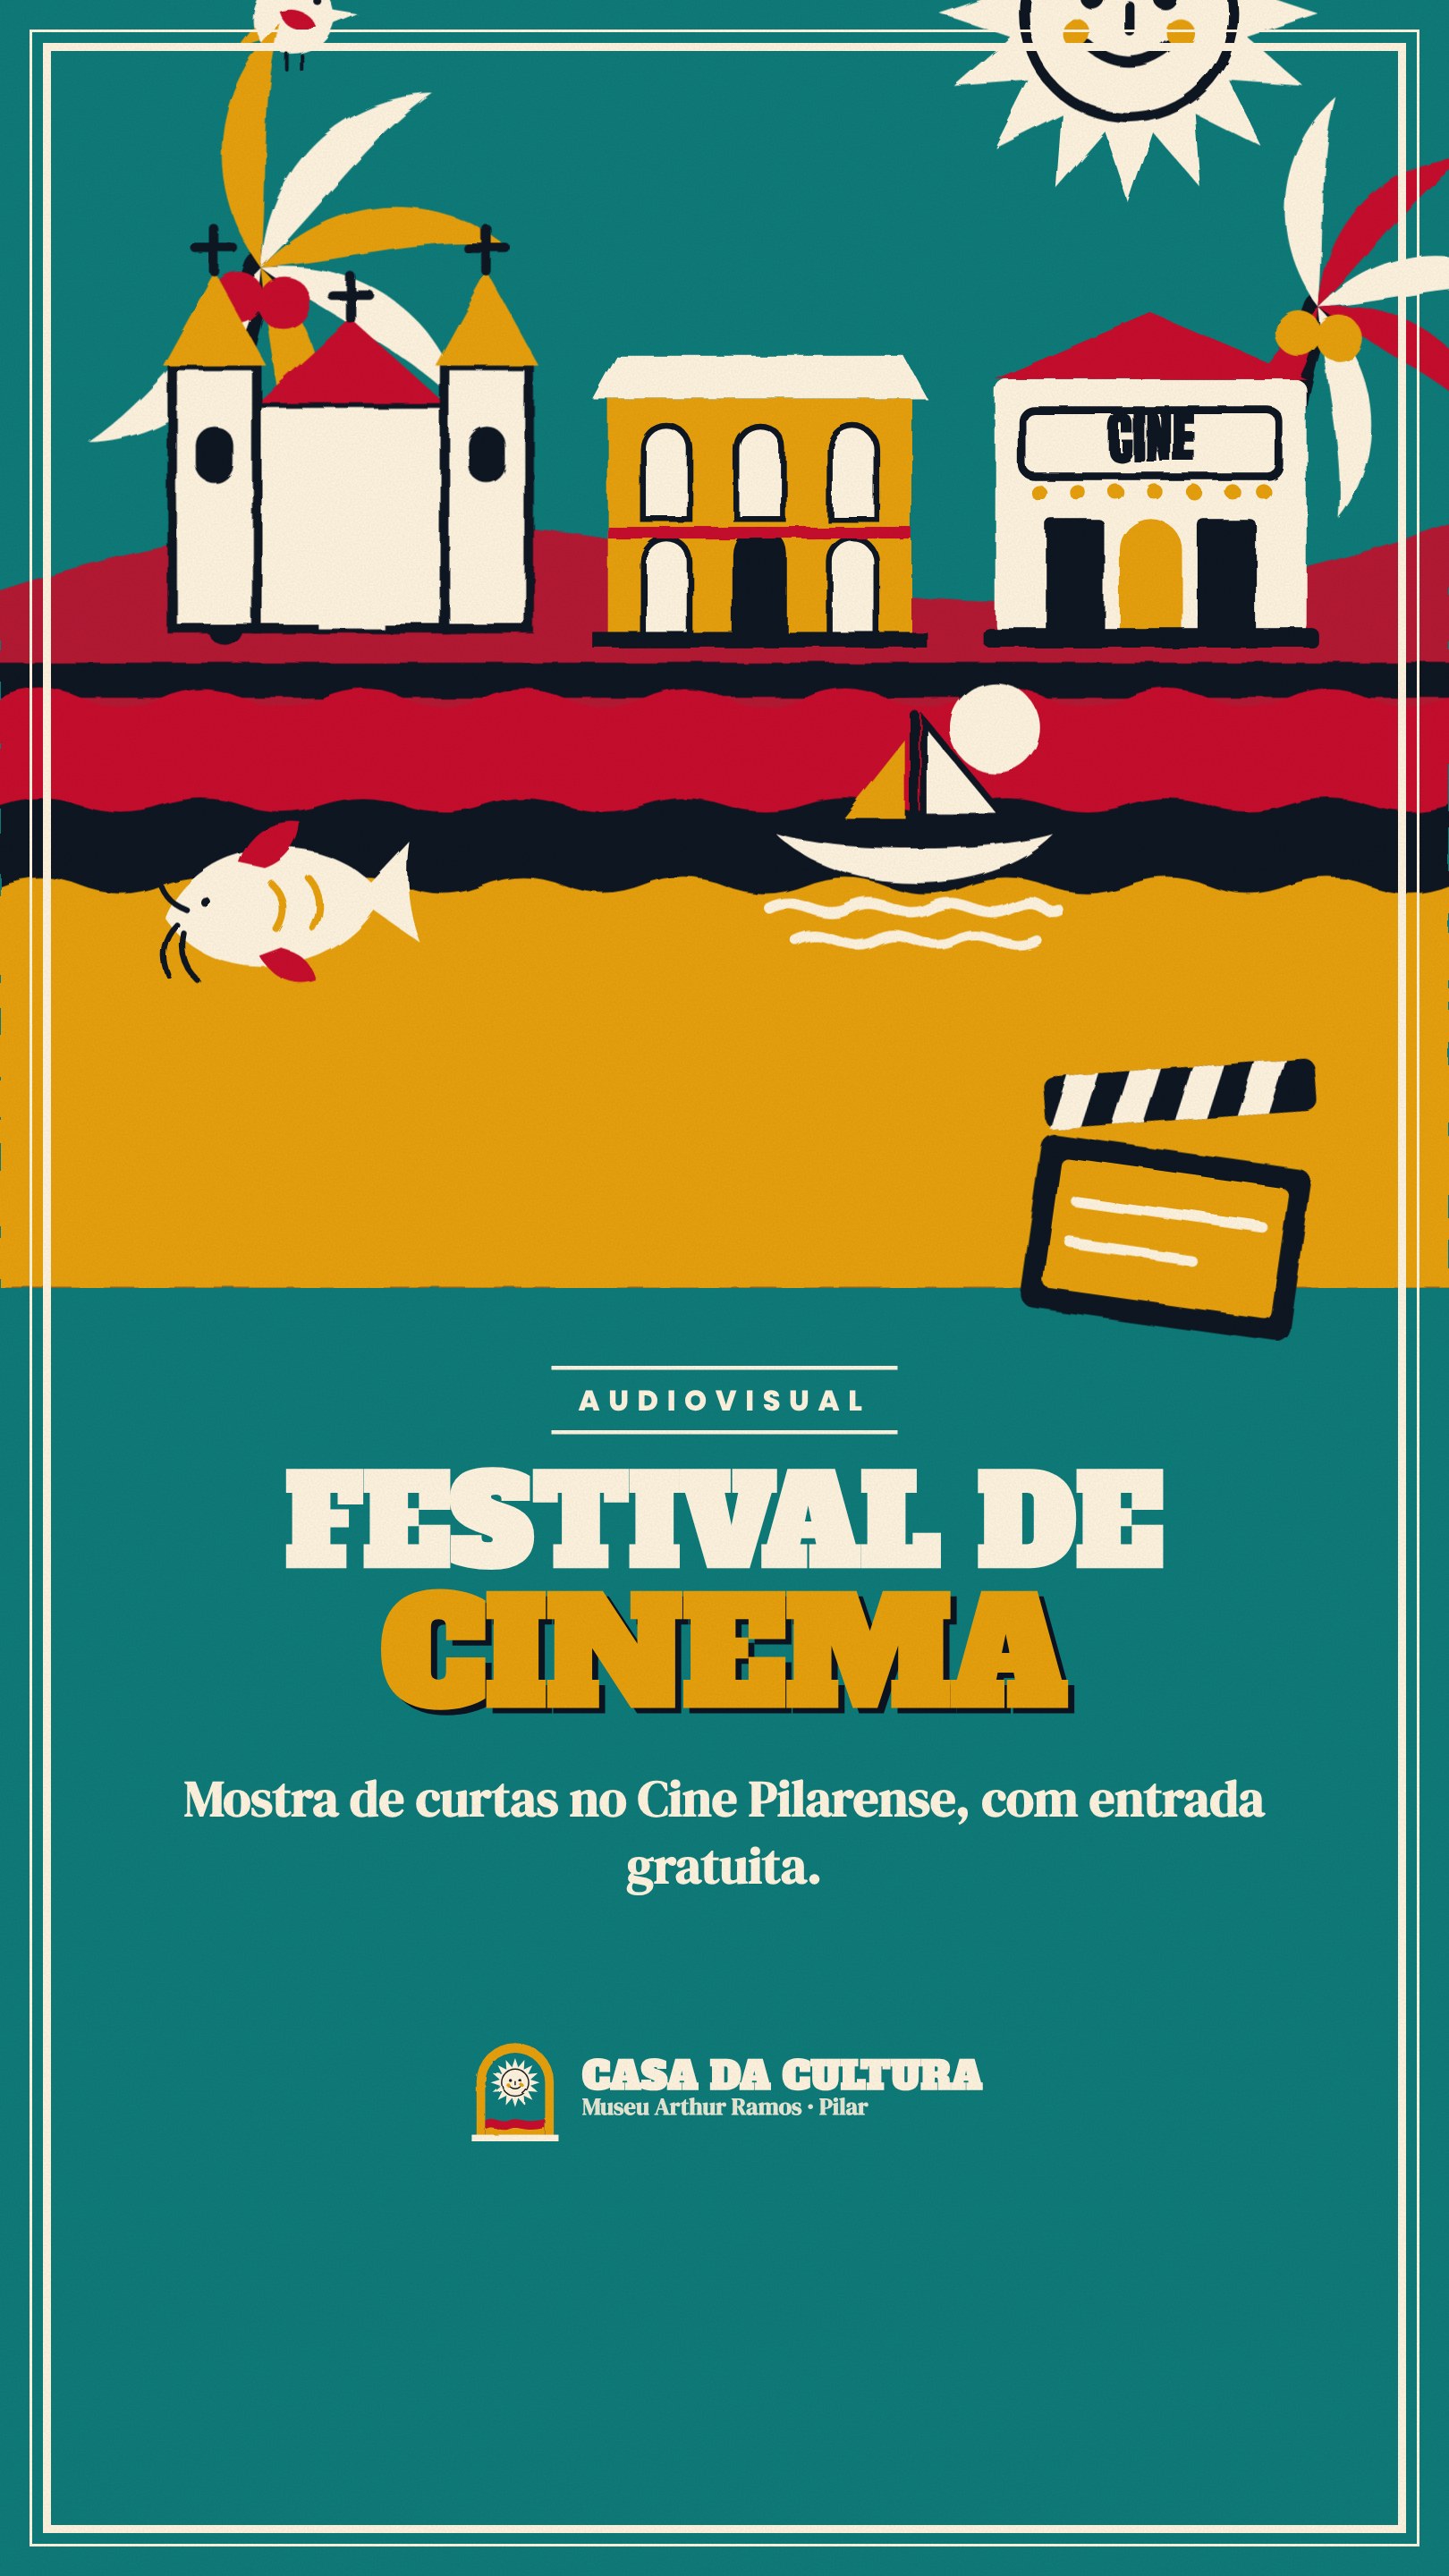 CINE
AUDIOVISUAL
FESTIVAL DE
CINEMA
Mostra de curtas no Cine Pilarense, com entrada
gratuita.
CASA DA CULTURA
Museu Arthur Ramos • Pilar